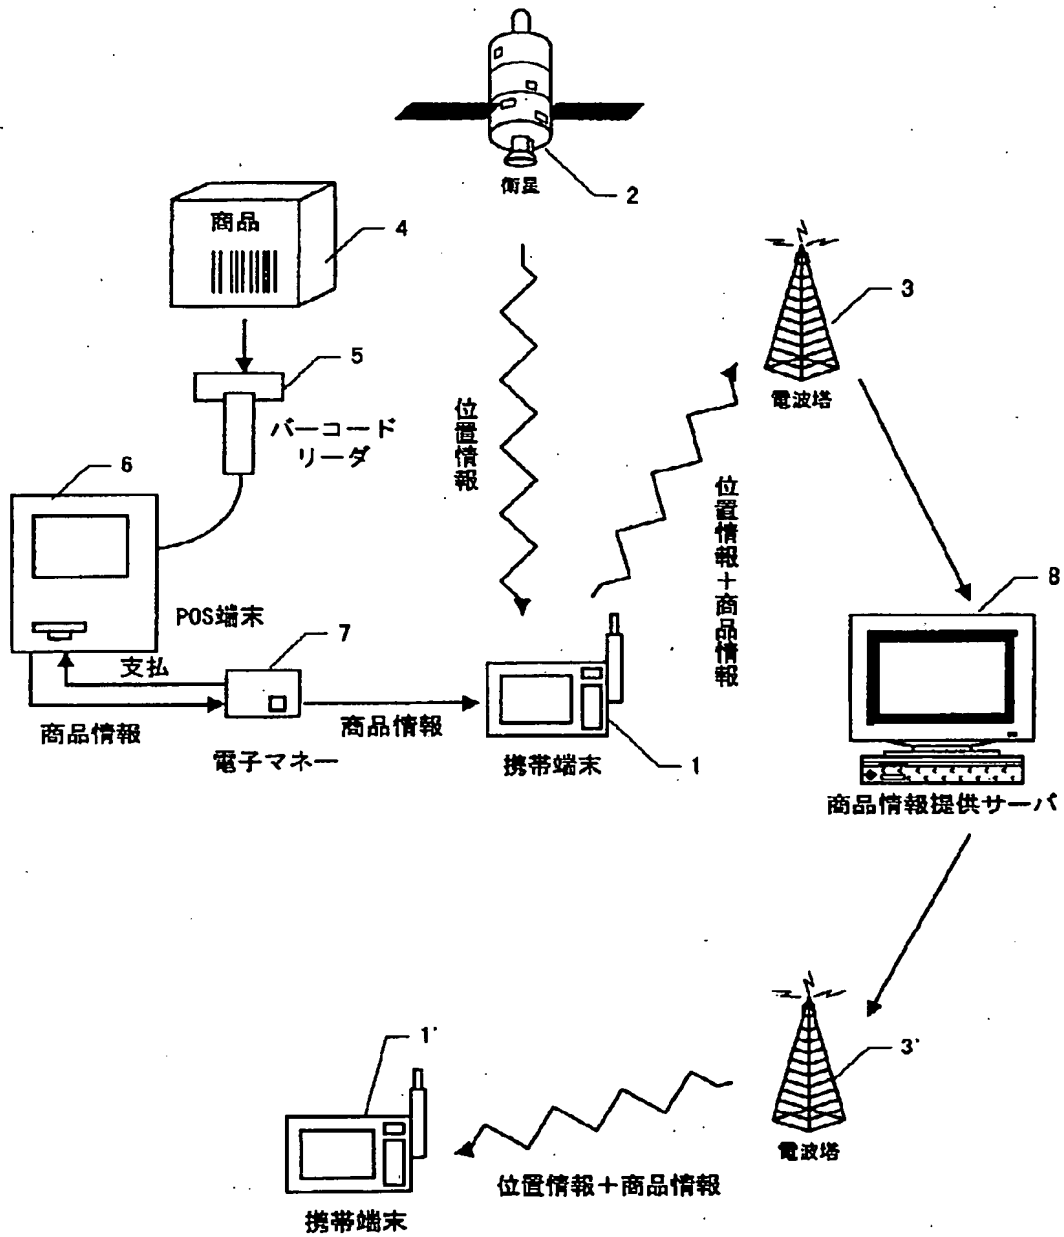 衛星
2
商品
4
3
電波塔
5
バーコード
リーダ
位置情報
位置情報+商品情報
6
POS端末
7
8
支払
商品情報
電子マネー
商品情報
携帯端末
1
商品情報提供サーバ
1'
3'
電波塔
位置情報+商品情報
携帯端末